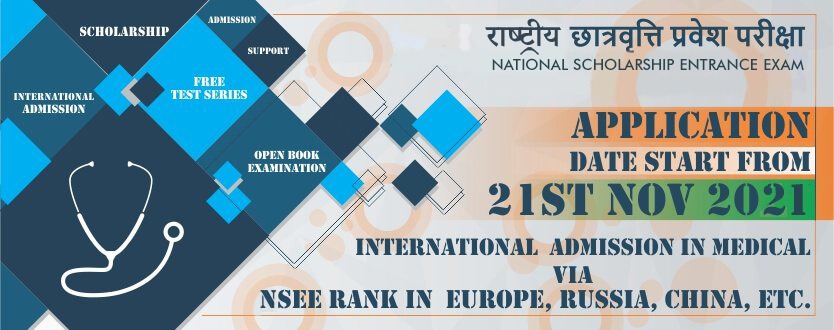 SCHOLARSHIP
ADMISSION
SUPPORT
INTERNATIONAL
ADMISSION
FREE
TEST SERIES
OPEN BOOK
EXAMINATION
राष्ट्रीय छात्रवृत्ति प्रवेश परीक्षा
NATIONAL SCHOLARSHIP ENTRANCE EXAM
APPLICATION
DATE START FROM
21ST NOV 2021
INTERNATIONAL ADMISSION IN MEDICAL
VIA
NSEE RANK IN EUROPE, RUSSIA, CHINA, ETC.